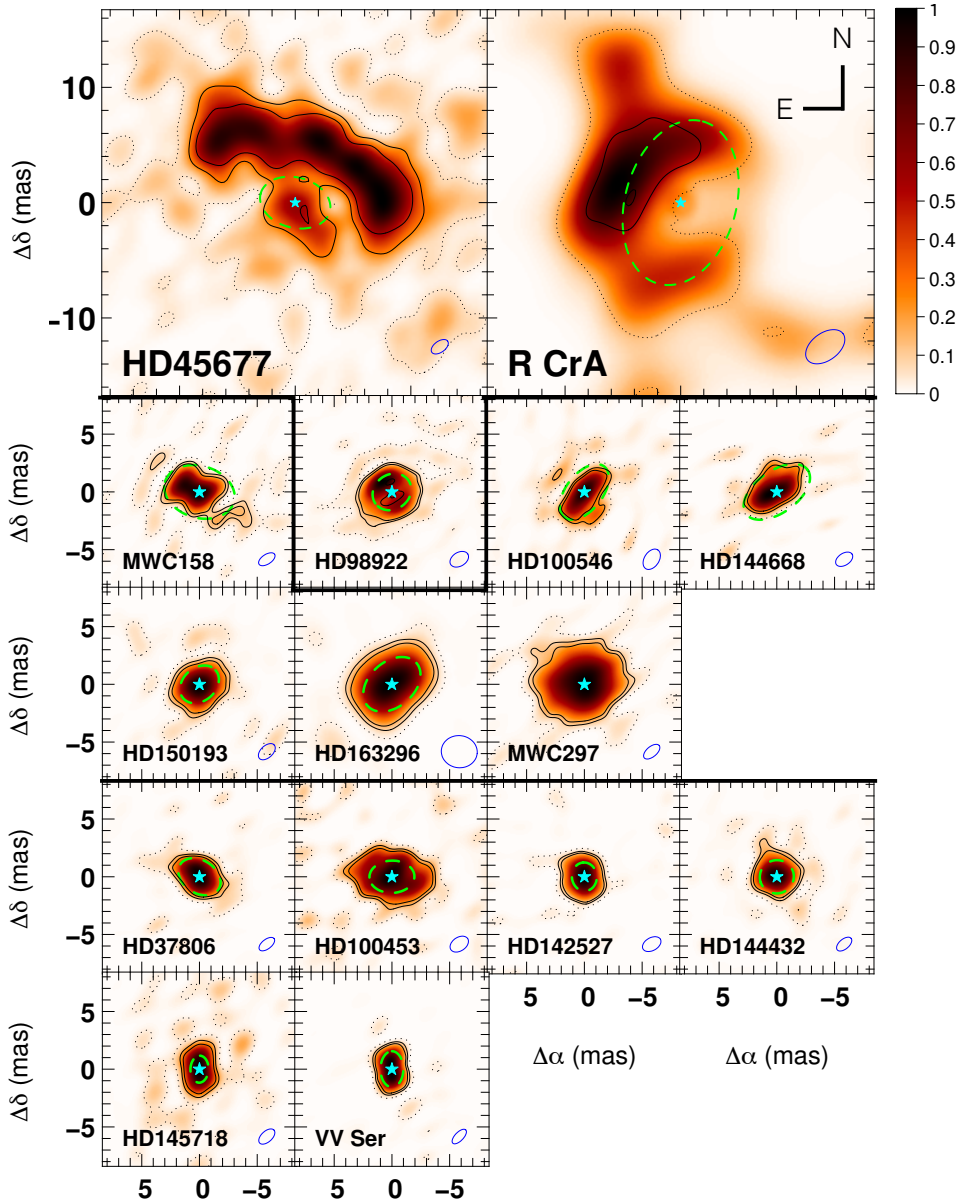 1
0.9
0.8
0.7
0.6
0.5
0.4
0.3
0.2
0.1
0
Δδ (mas)
10
0
-10
HD45677
N
E
R CrA
Δδ (mas)
5
0
-5
MWC158
HD98922
HD100546
HD144668
Δδ (mas)
5
0
-5
HD150193
HD163296
MWC297
Δδ (mas)
5
0
-5
HD37806
HD100453
HD142527
HD144432
5 0 -5
5 0 -5
Δα (mas)
Δα (mas)
Δδ (mas)
5
0
-5
HD145718
VV Ser
5 0 -5
5 0 -5